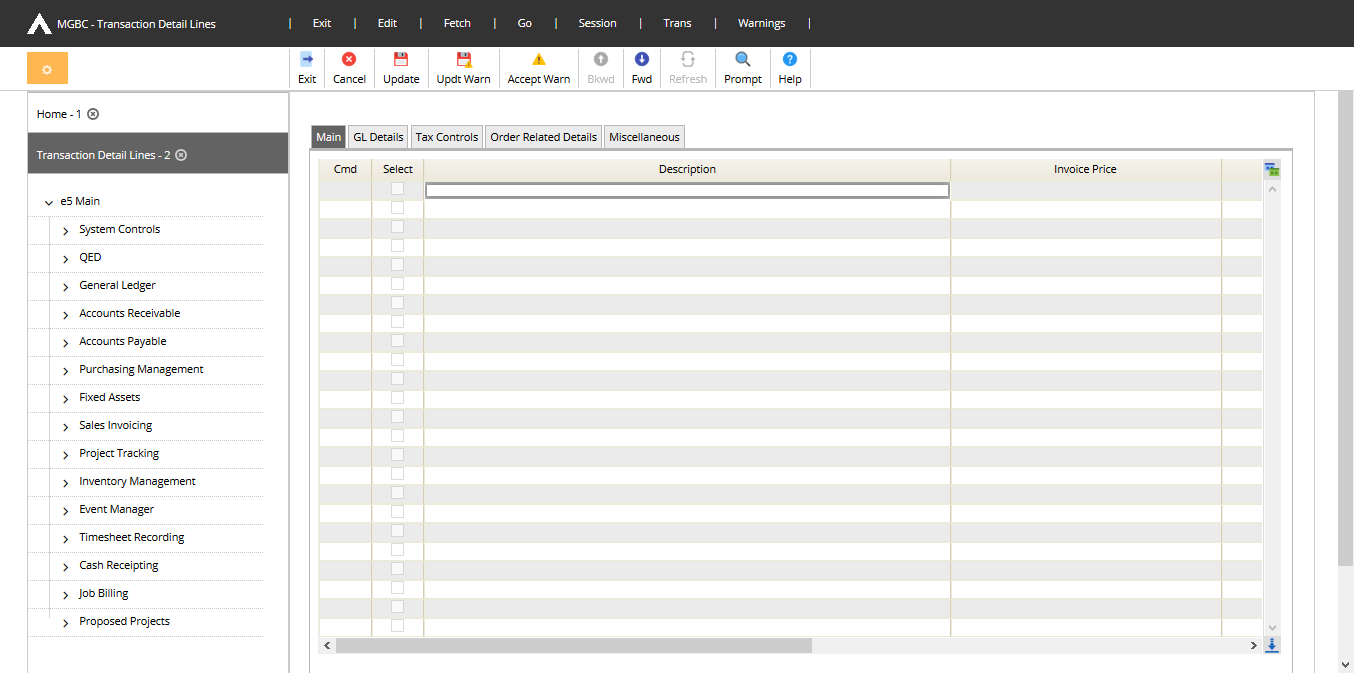 MGBC - Transaction Detail Lines | Exit | Edit | Fetch | Go | Session | Trans | Warnings |
Exit Cancel Update Updt Warn Accept Warn Bkwd Fwd Refresh Prompt Help
Home - 1
Transaction Detail Lines - 2
e5 Main
System Controls
QED
General Ledger
Accounts Receivable
Accounts Payable
Purchasing Management
Fixed Assets
Sales Invoicing
Project Tracking
Inventory Management
Event Manager
Timesheet Recording
Cash Receipting
Job Billing
Proposed Projects
Main GL Details Tax Controls Order Related Details Miscellaneous
Cmd Select Description Invoice Price